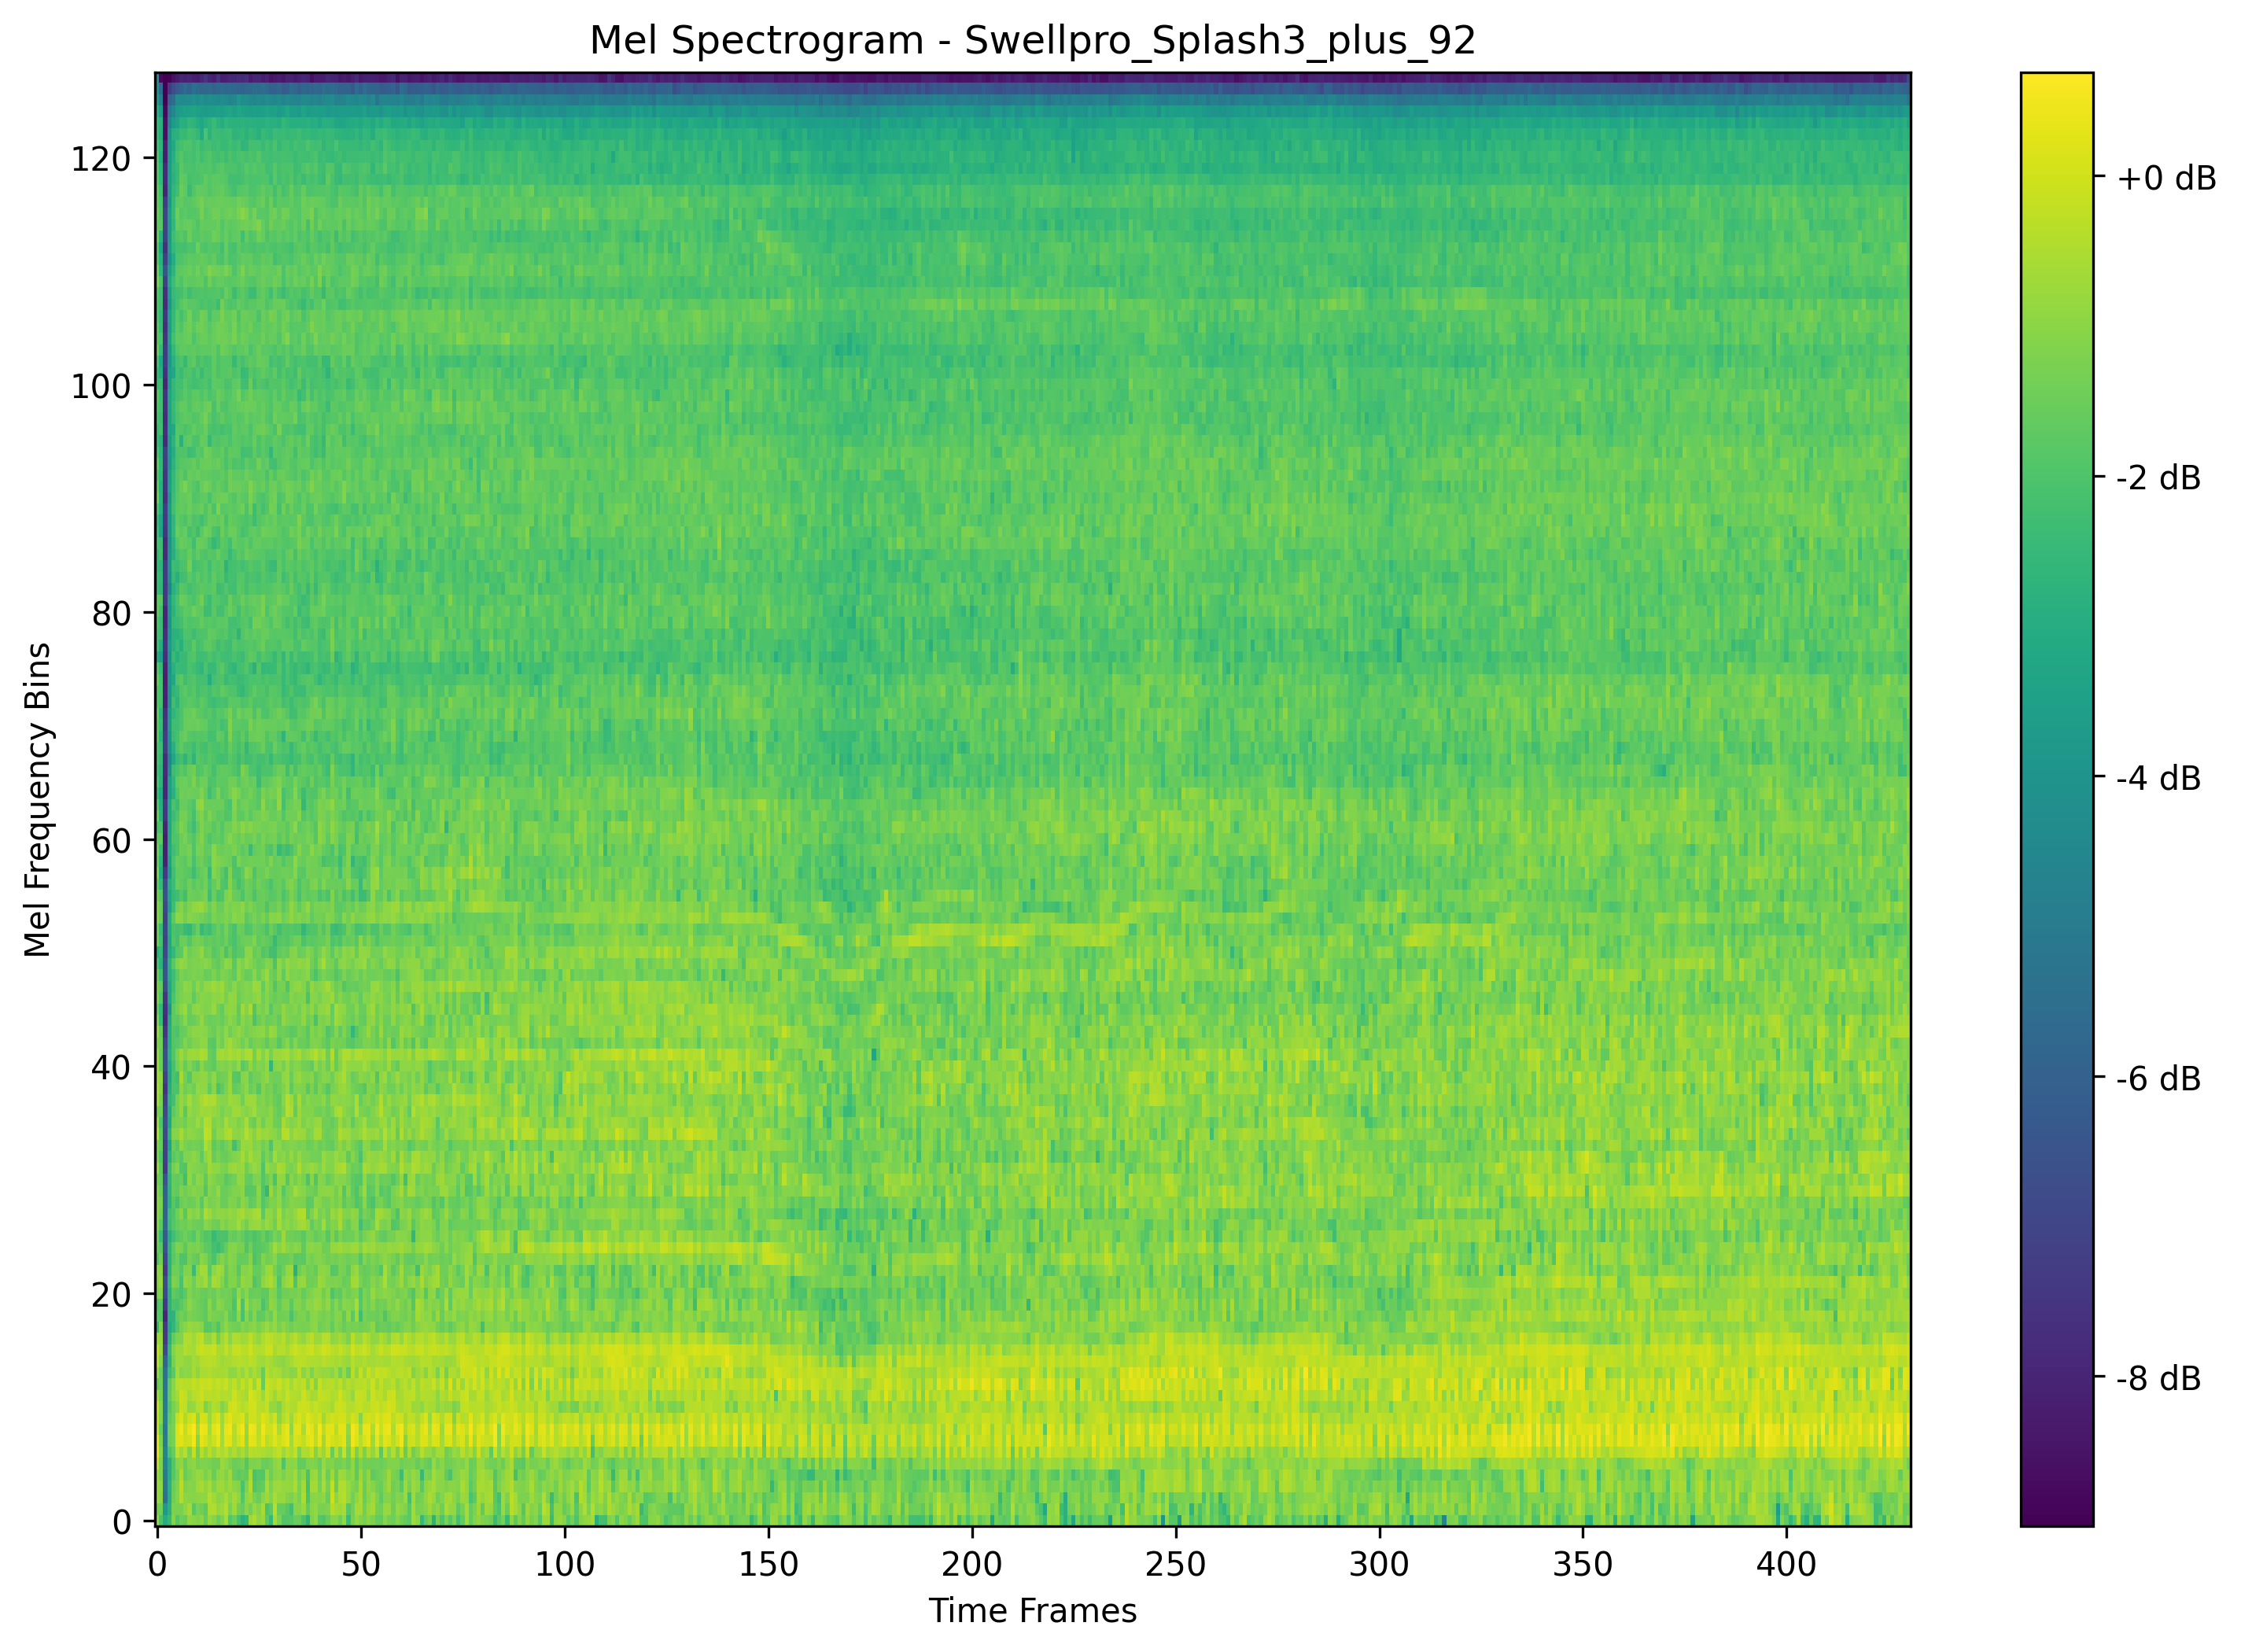 Mel Spectrogram - Swellpro_Splash3_plus_92
Mel Frequency Bins
120
100
80
60
40
20
0
0 50 100 150 200 250 300 350 400
Time Frames
+0 dB
-2 dB
-4 dB
-6 dB
-8 dB